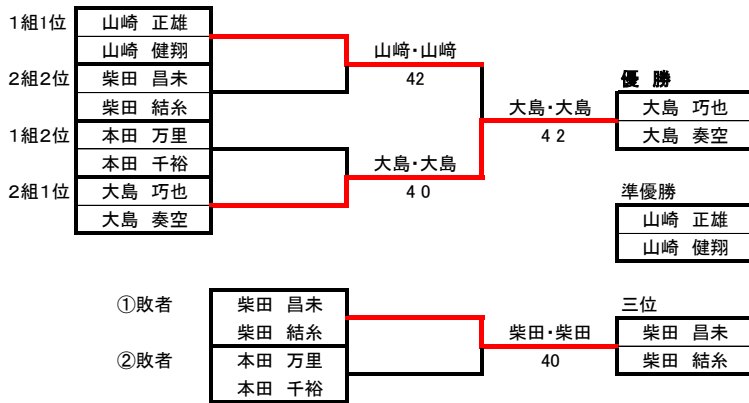 1組1位 山崎 正雄
山崎 健翔 山﨑・山﨑
2組2位 柴田 昌未 42 優 勝
柴田 結糸 大島・大島 大島 巧也
1組2位 本田 万里 4 2 大島 奏空
本田 千裕 大島・大島
2組1位 大島 巧也 4 0 準優勝
大島 奏空 山崎 正雄
山崎 健翔
①敗者 柴田 昌未 三位
柴田 結糸 柴田・柴田 柴田 昌未
②敗者 本田 万里 40 柴田 結糸
本田 千裕